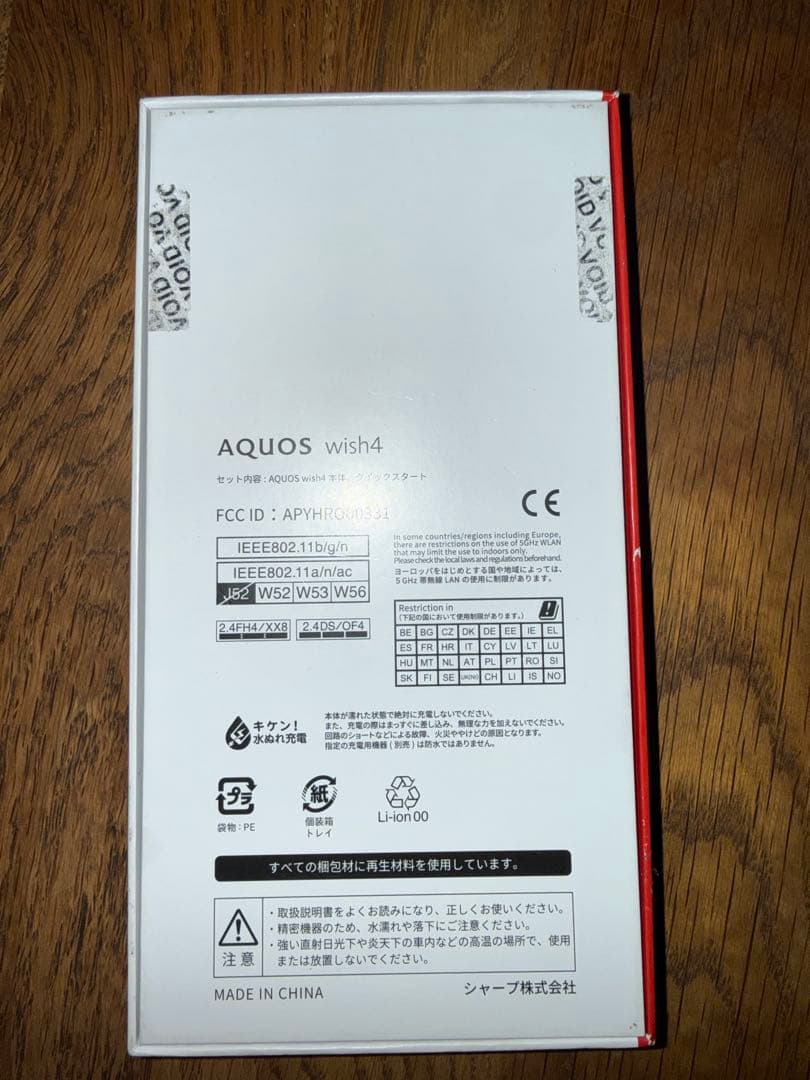 VOID VO
VOID
AQUOS wish4
セット内容 : AQUOS wish4 本体、クイックスタート
FCC ID : APYHRO00331
CE
In some countries/regions including Europe,
there are restrictions on the use of 5GHz WLAN
that may limit the use to indoors only.
Please check the local laws and regulations beforehand.
ヨーロッパをはじめとする国や地域によっては、
5 GHz 帯無線 LAN の使用に制限があります。
IEEE802.11b/g/n
IEEE802.11a/n/ac
J52 W52 W53 W56
2.4FH4/XX8 2.4DS/OF4
Restriction in
(下記の国において使用制限があります。)
BE BG CZ DK DE EE IE EL
ES FR HR IT CY LV LT LU
HU MT NL AT PL PT RO SI
SK FI SE UK(NI) CH LI IS NO
キケン!
水ぬれ充電
本体が濡れた状態で絶対に充電しないでください。
また、充電の際はまっすぐに差し込み、無理な力を加えないでください。
回路のショートなどによる故障、火災ややけどの原因となります。
指定の充電用機器 ( 別売 ) は防水ではありません。
プラ
袋物 : PE
紙
個装箱
トレイ
Li-ion 00
すべての梱包材に再生材料を使用しています。
注意
・取扱説明書をよくお読みになり、正しくお使いください。
・精密機器のため、水濡れや落下にご注意ください。
・強い直射日光下や炎天下の車内などの高温の場所で、使用
または放置しないでください。
MADE IN CHINA
シャープ株式会社